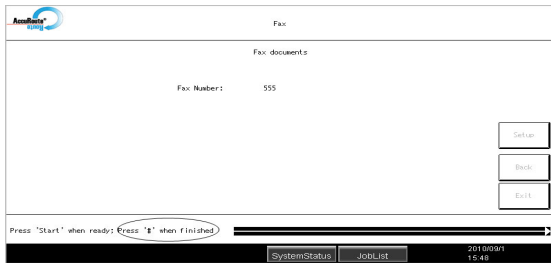 AccuRoute
Fax
Fax documents
Fax Number: 555
Setup
Back
Exit
Press 'Start' when ready; Press '#' when finished
SystemStatus JobList 2010/09/1
15:48